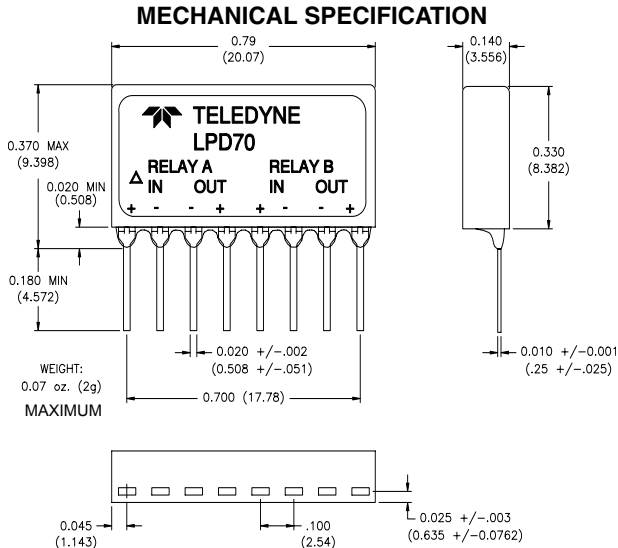 MECHANICAL SPECIFICATION
0.79
(20.07)
0.140
(3.556)
TELEDYNE
LPD70
0.370 MAX
(9.398)
0.330
(8.382)
RELAY A RELAY B
Δ IN OUT IN OUT
0.020 MIN
(0.508)
+ - - + + - - +
0.180 MIN
(4.572)
0.020 +/-.002
(0.508 +/-.051)
0.010 +/-0.001
(.25 +/-.025)
WEIGHT:
0.07 oz. (2g)
MAXIMUM
0.700 (17.78)
0.045
(1.143)
.100
(2.54)
0.025 +/-.003
(0.635 +/-.0762)